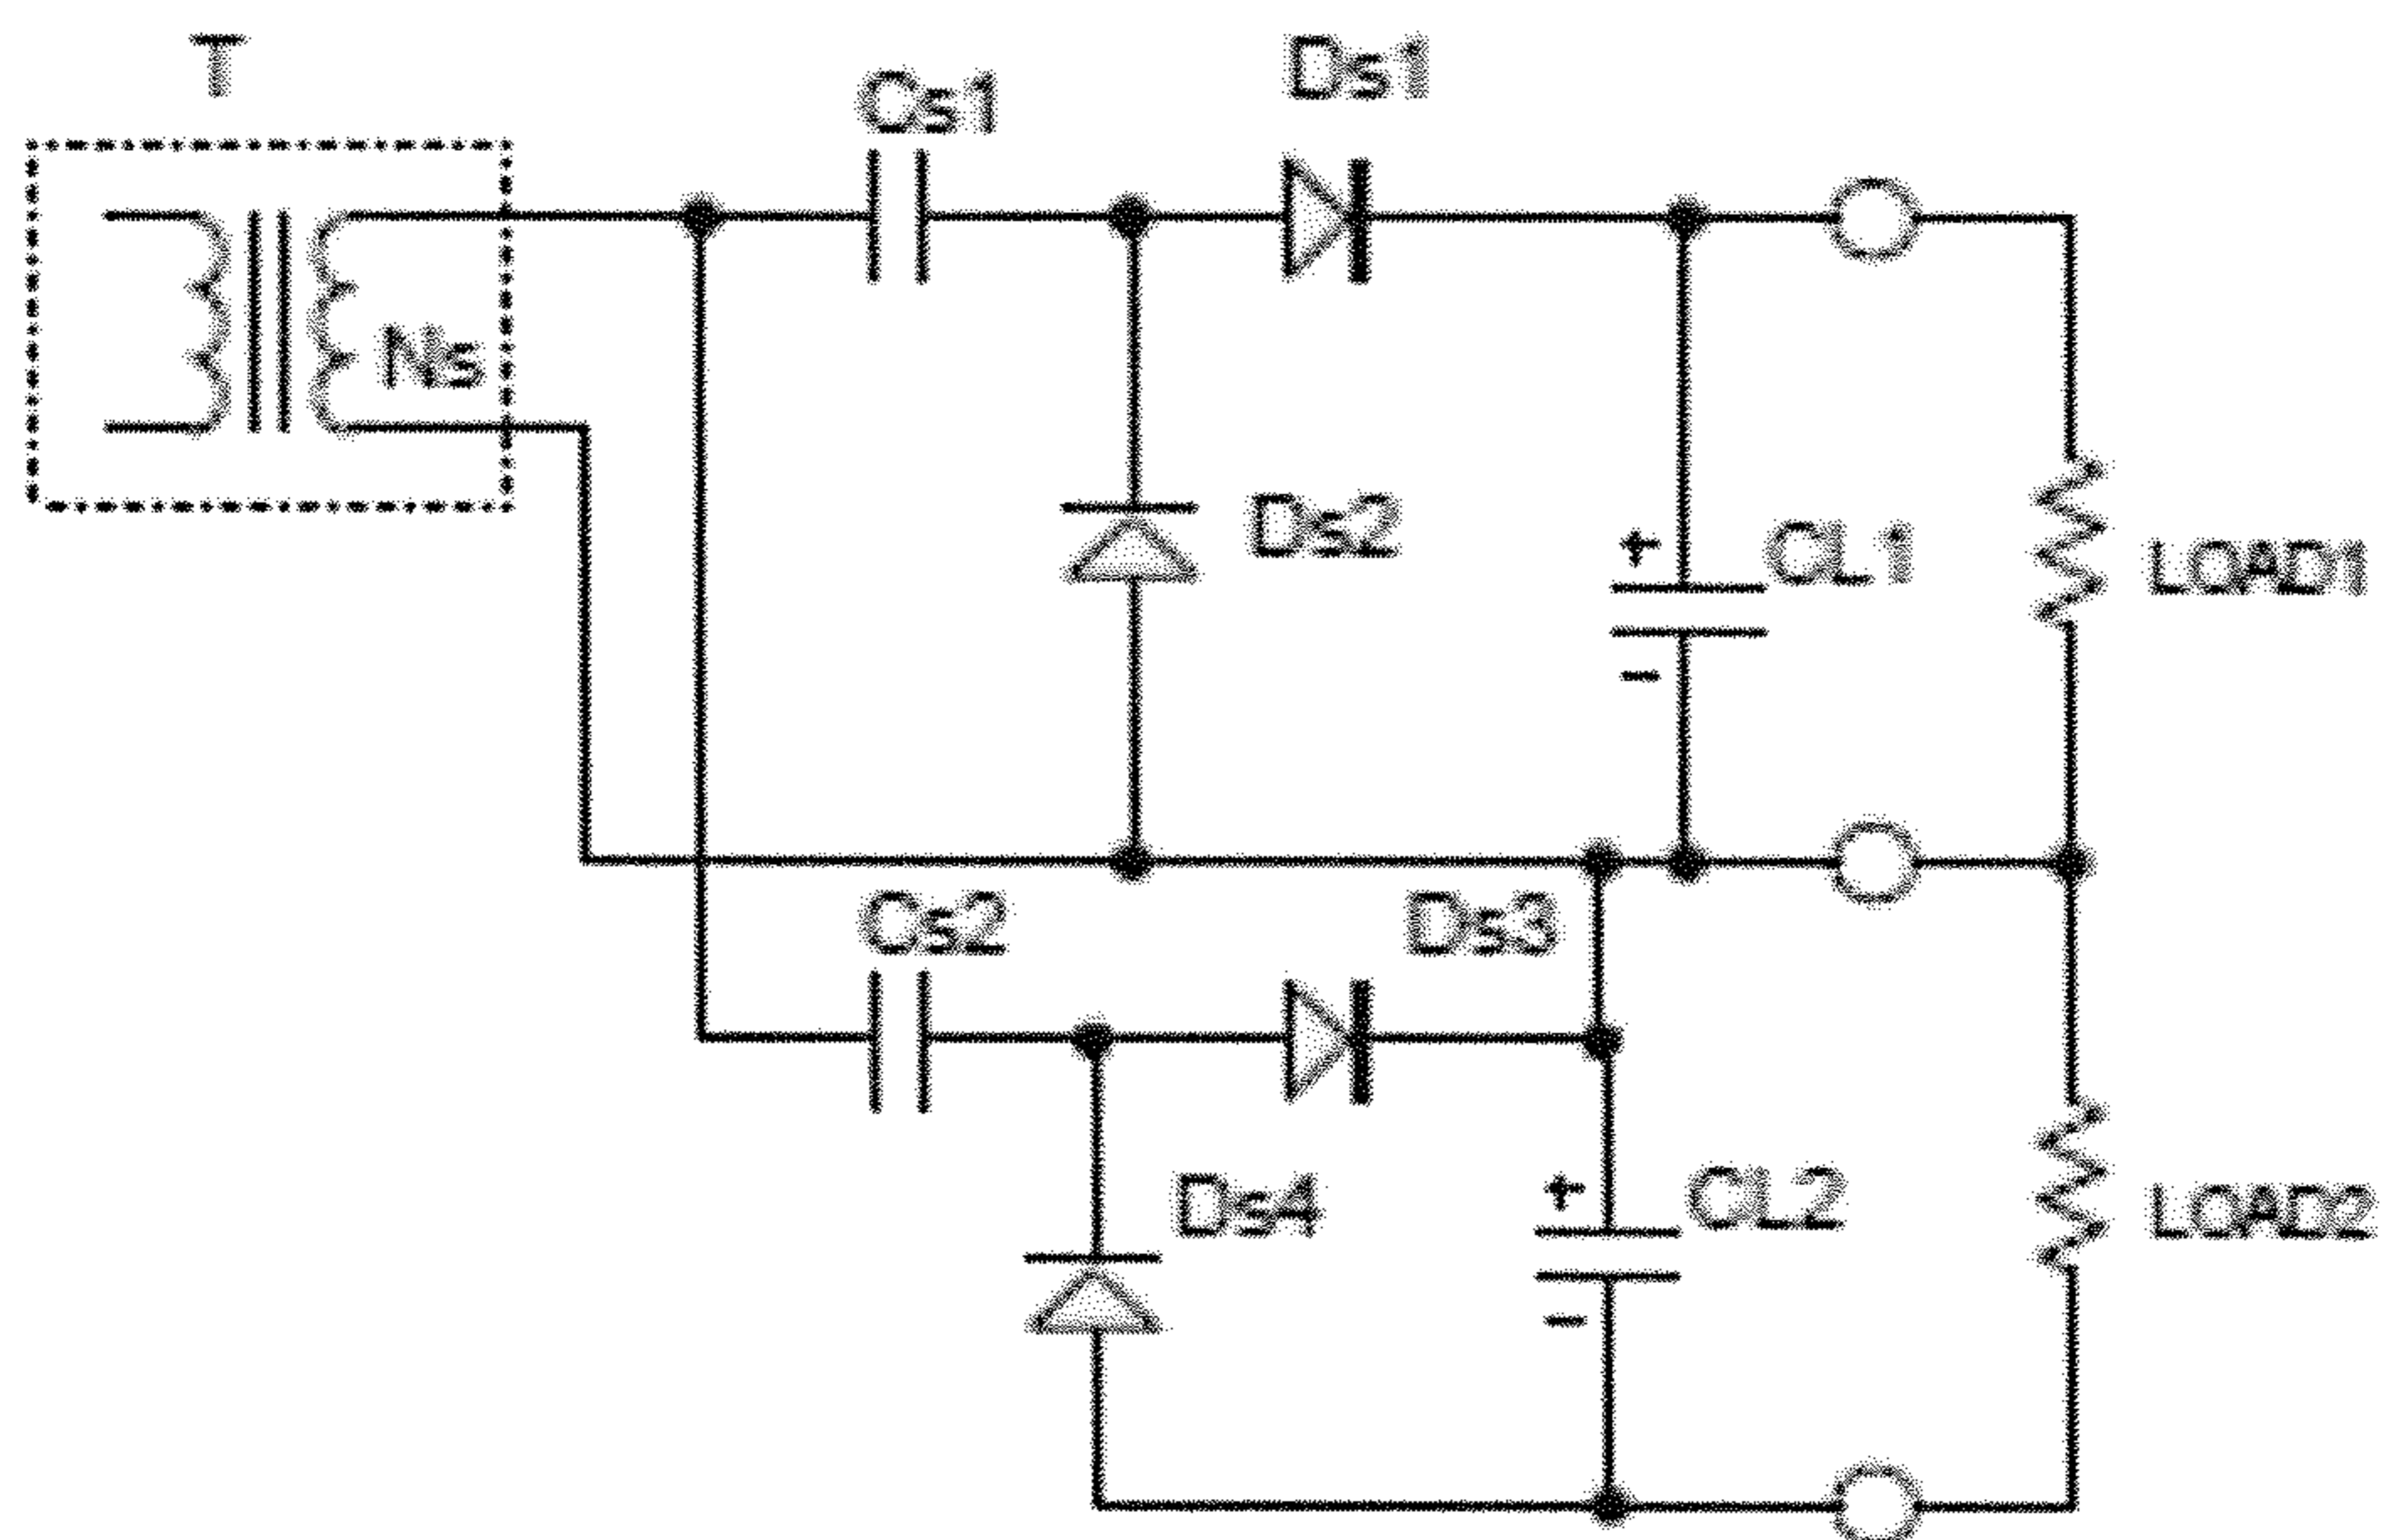 T
Cs1
Ds1
Ns
Ds2
+
CL1
LOAD1
-
Cs2
Ds3
Ds4
+
CL2
LOAD2
-